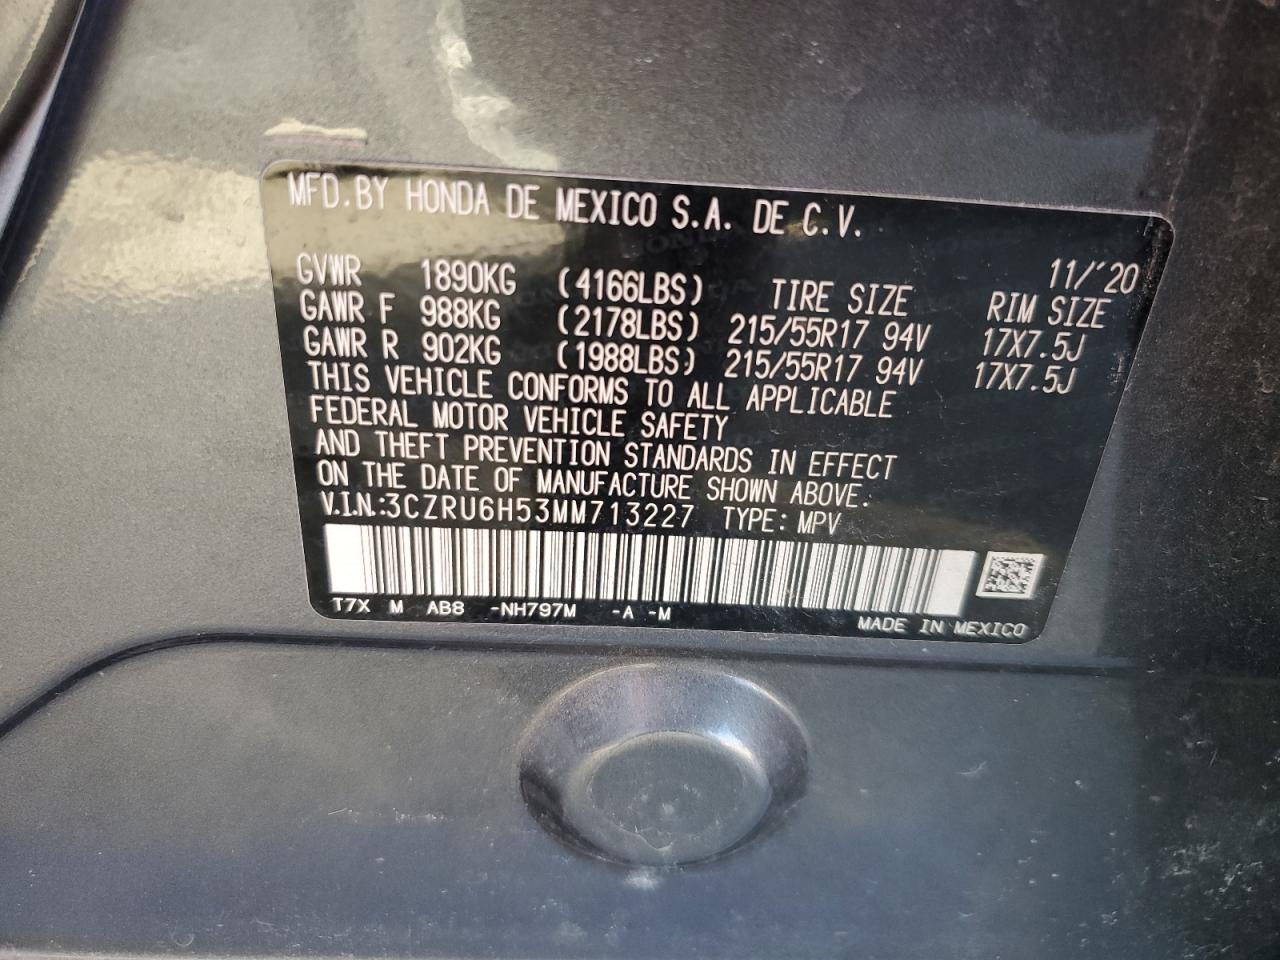 MFD.BY HONDA DE MEXICO S.A. DE C.V.
11/'20
GVWR 1890KG (4166LBS) TIRE SIZE RIM SIZE
GAWR F 988KG (2178LBS) 215/55R17 94V 17X7.5J
GAWR R 902KG (1988LBS) 215/55R17 94V 17X7.5J
THIS VEHICLE CONFORMS TO ALL APPLICABLE
FEDERAL MOTOR VEHICLE SAFETY
AND THEFT PREVENTION STANDARDS IN EFFECT
ON THE DATE OF MANUFACTURE SHOWN ABOVE.
V.I.N.:3CZRU6H53MM713227 TYPE: MPV
T7X M AB8 -NH797M -A -M
MADE IN MEXICO